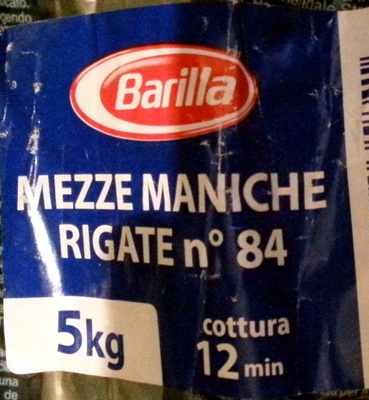 Barilla
MEZZE MANICHE
RIGATE n° 84
5kg
cottura
12 min